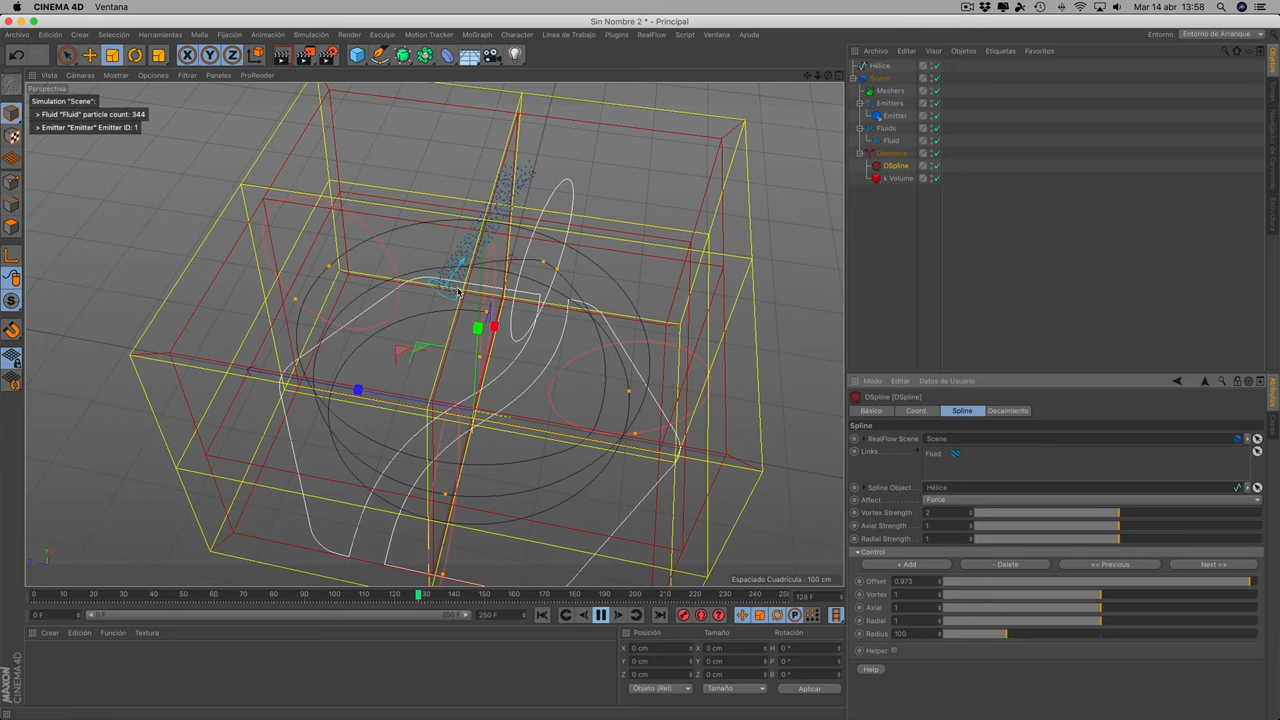 CINEMA 4D Ventana
Mar 14 abr 13:58
Sin Nombre 2 * - Principal
Archivo Edición Crear Selección Herramientas Malla Fijación Animación Simulación Render Esculpir Motion Tracker MoGraph Character Línea de Trabajo Plugins RealFlow Script Ventana Ayuda
Entorno: Entorno de Arranque
Vista Cámaras Mostrar Opciones Filtrar Paneles ProRender
Archivo Editar Visor Objetos Etiquetas Favoritos
Perspectiva
Simulation "Scene":
> Fluid "Fluid" particle count: 344
> Emitter "Emitter" Emitter ID: 1
Hélice
Scene
Meshers
Emitters
Emitter
Fluids
Fluid
Daemons
DSpline
k Volume
Modo Editar Datos de Usuario
DSpline [DSpline]
Básico Coord. Spline Decaimiento
Spline
RealFlow Scene Scene
Links Fluid
Spline Object Hélice
Affect Force
Vortex Strength 2
Axial Strength 1
Radial Strength 1
Control
+ Add - Delete << Previous Next >>
Offset 0.973
Vortex 1
Axial 1
Radial 1
Radius 100
Helper
Help
Espaciado Cuadrícula : 100 cm
0 10 20 30 40 50 60 70 80 90 100 110 120 130 140 150 160 170 180 190 200 210 220 230 240 128 F
0 F 250 F 250 F
Crear Edición Función Textura
Posición Tamaño Rotación
X 0 cm X 0 cm H 0 °
Y 0 cm Y 0 cm P 0 °
Z 0 cm Z 0 cm B 0 °
Objeto (Rel) Tamaño Aplicar
MAXON CINEMA4D